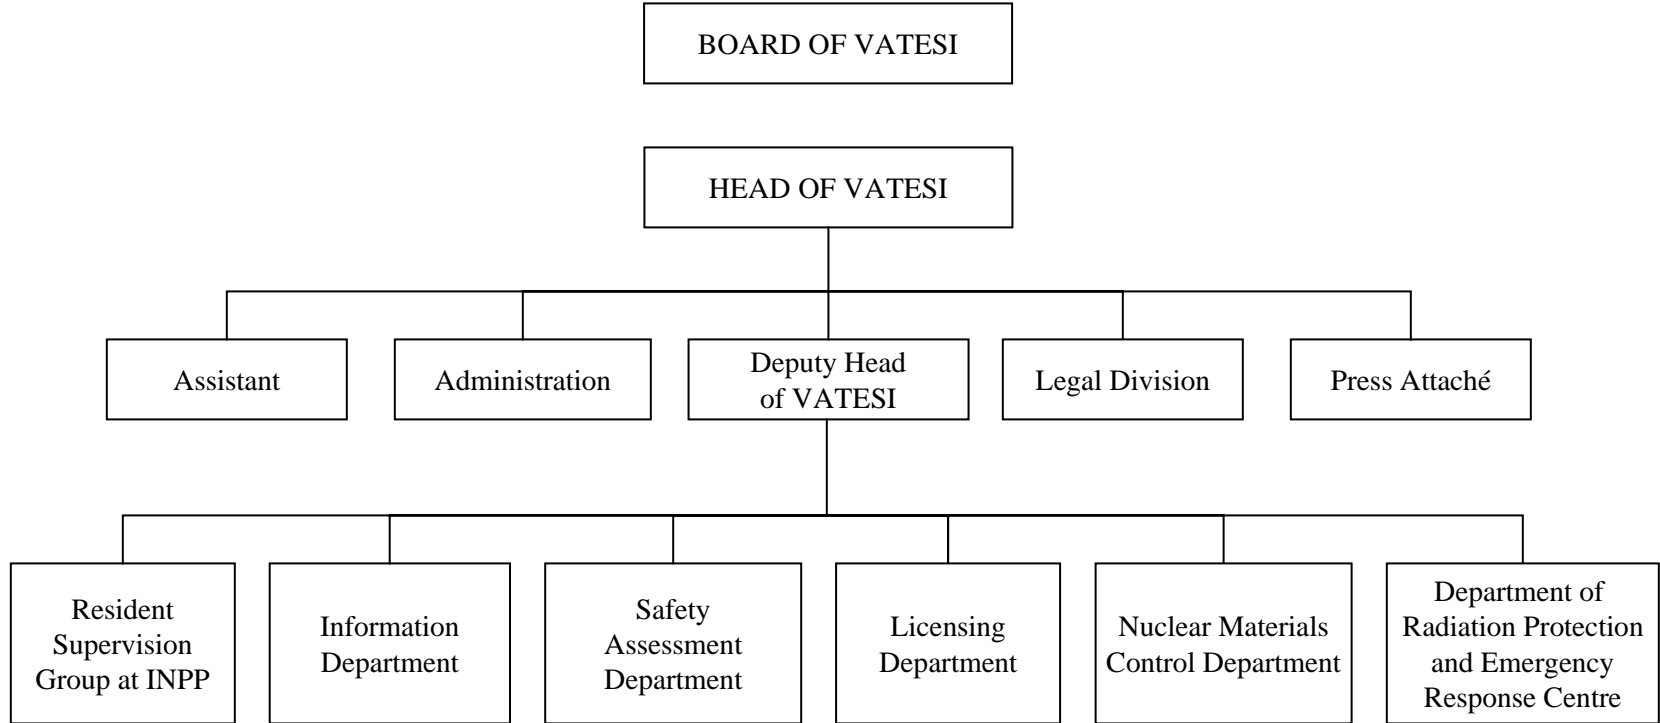 BOARD OF VATESI
HEAD OF VATESI
Assistant
Administration
Deputy Head
of VATESI
Legal Division
Press Attaché
Resident
Supervision
Group at INPP
Information
Department
Safety
Assessment
Department
Licensing
Department
Nuclear Materials
Control Department
Department of
Radiation Protection
and Emergency
Response Centre